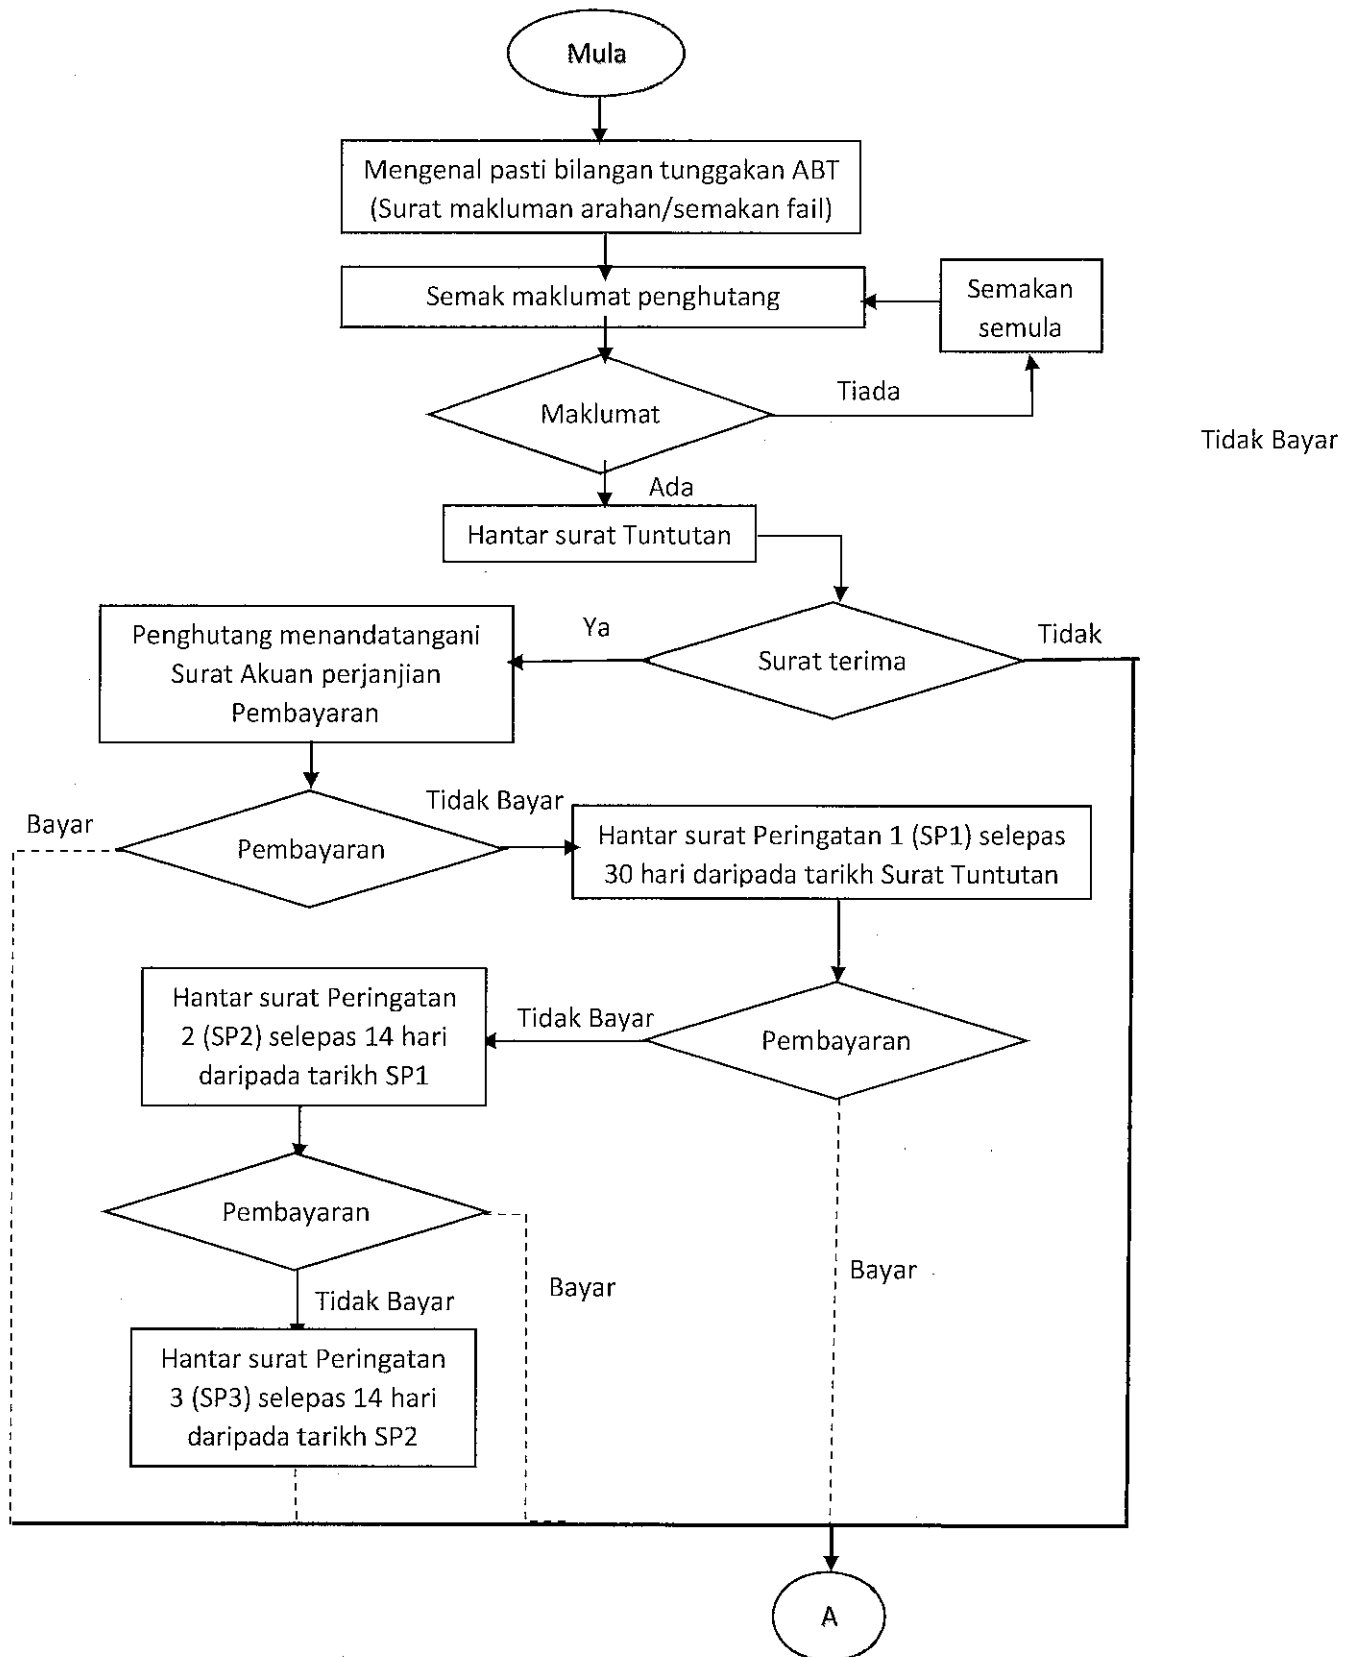 Mula
Mengenal pasti bilangan tunggakan ABT
(Surat makluman arahan/semakan fail)
Semak maklumat penghutang
Semakan
semula
Maklumat
Tiada
Tidak Bayar
Ada
Hantar surat Tuntutan
Penghutang menandatangani
Surat Akuan perjanjian
Pembayaran
Ya
Surat terima
Tidak
Bayar
Pembayaran
Tidak Bayar
Hantar surat Peringatan 1 (SP1) selepas
30 hari daripada tarikh Surat Tuntutan
Hantar surat Peringatan
2 (SP2) selepas 14 hari
daripada tarikh SP1
Tidak Bayar
Pembayaran
Pembayaran
Bayar
Bayar
Tidak Bayar
Hantar surat Peringatan
3 (SP3) selepas 14 hari
daripada tarikh SP2
A